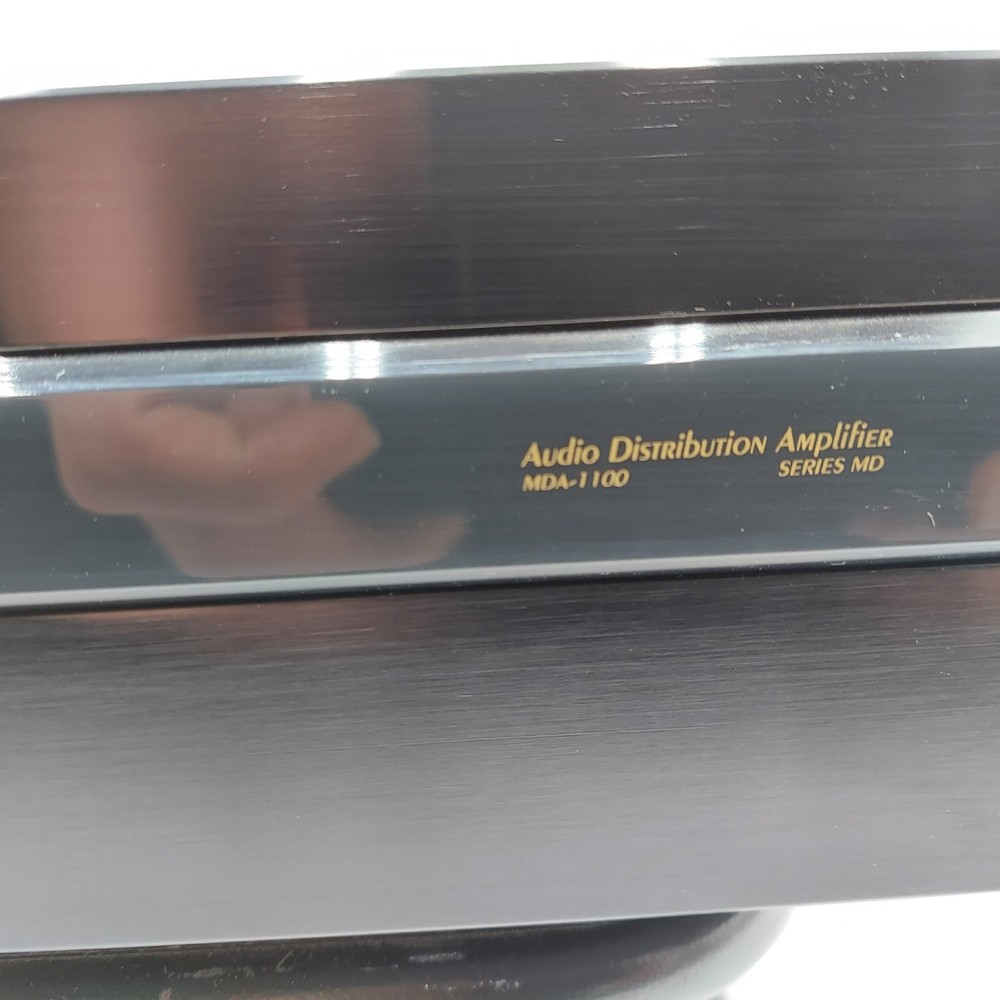 Audio Distribution Amplifier
MDA-1100
SERIES MD